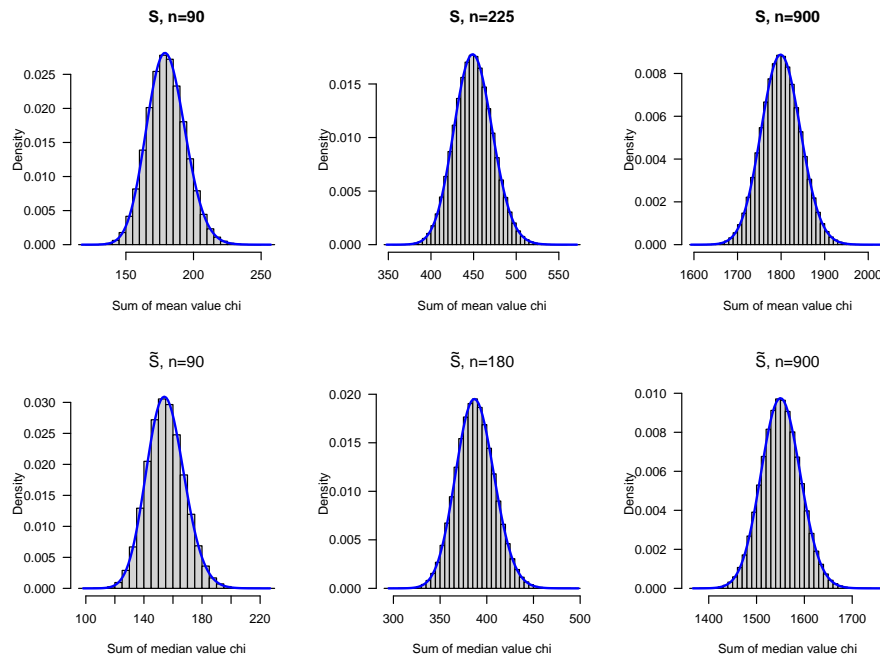 S, n=90
Density
0.025
0.020
0.015
0.010
0.005
0.000
150 200 250
Sum of mean value chi
S, n=225
Density
0.015
0.010
0.005
0.000
350 400 450 500 550
Sum of mean value chi
S, n=900
Density
0.008
0.006
0.004
0.002
0.000
1600 1700 1800 1900 2000
Sum of mean value chi
S̃, n=90
Density
0.030
0.025
0.020
0.015
0.010
0.005
0.000
100 140 180 220
Sum of median value chi
S̃, n=180
Density
0.020
0.015
0.010
0.005
0.000
300 350 400 450 500
Sum of median value chi
S̃, n=900
Density
0.010
0.008
0.006
0.004
0.002
0.000
1400 1500 1600 1700
Sum of median value chi